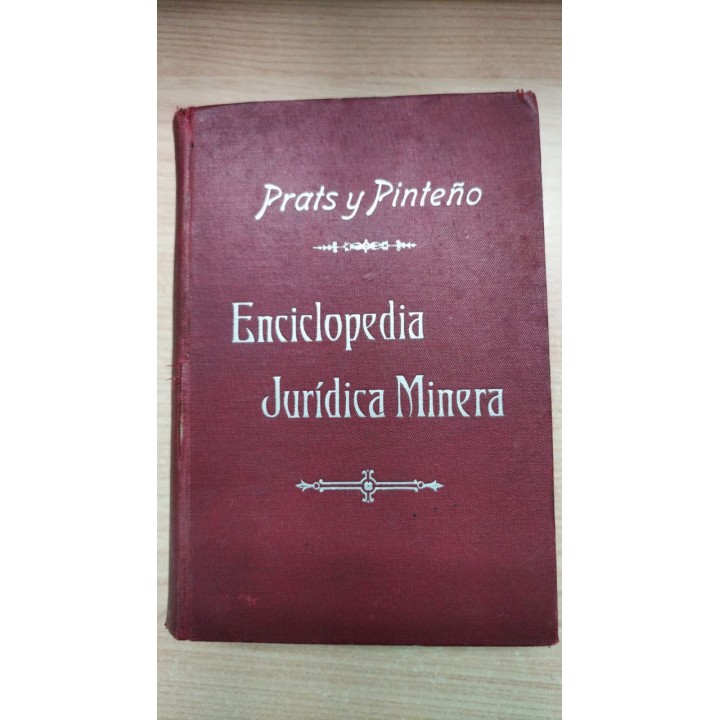 Prats y Pinteño
Enciclopedia
Jurídica Minera